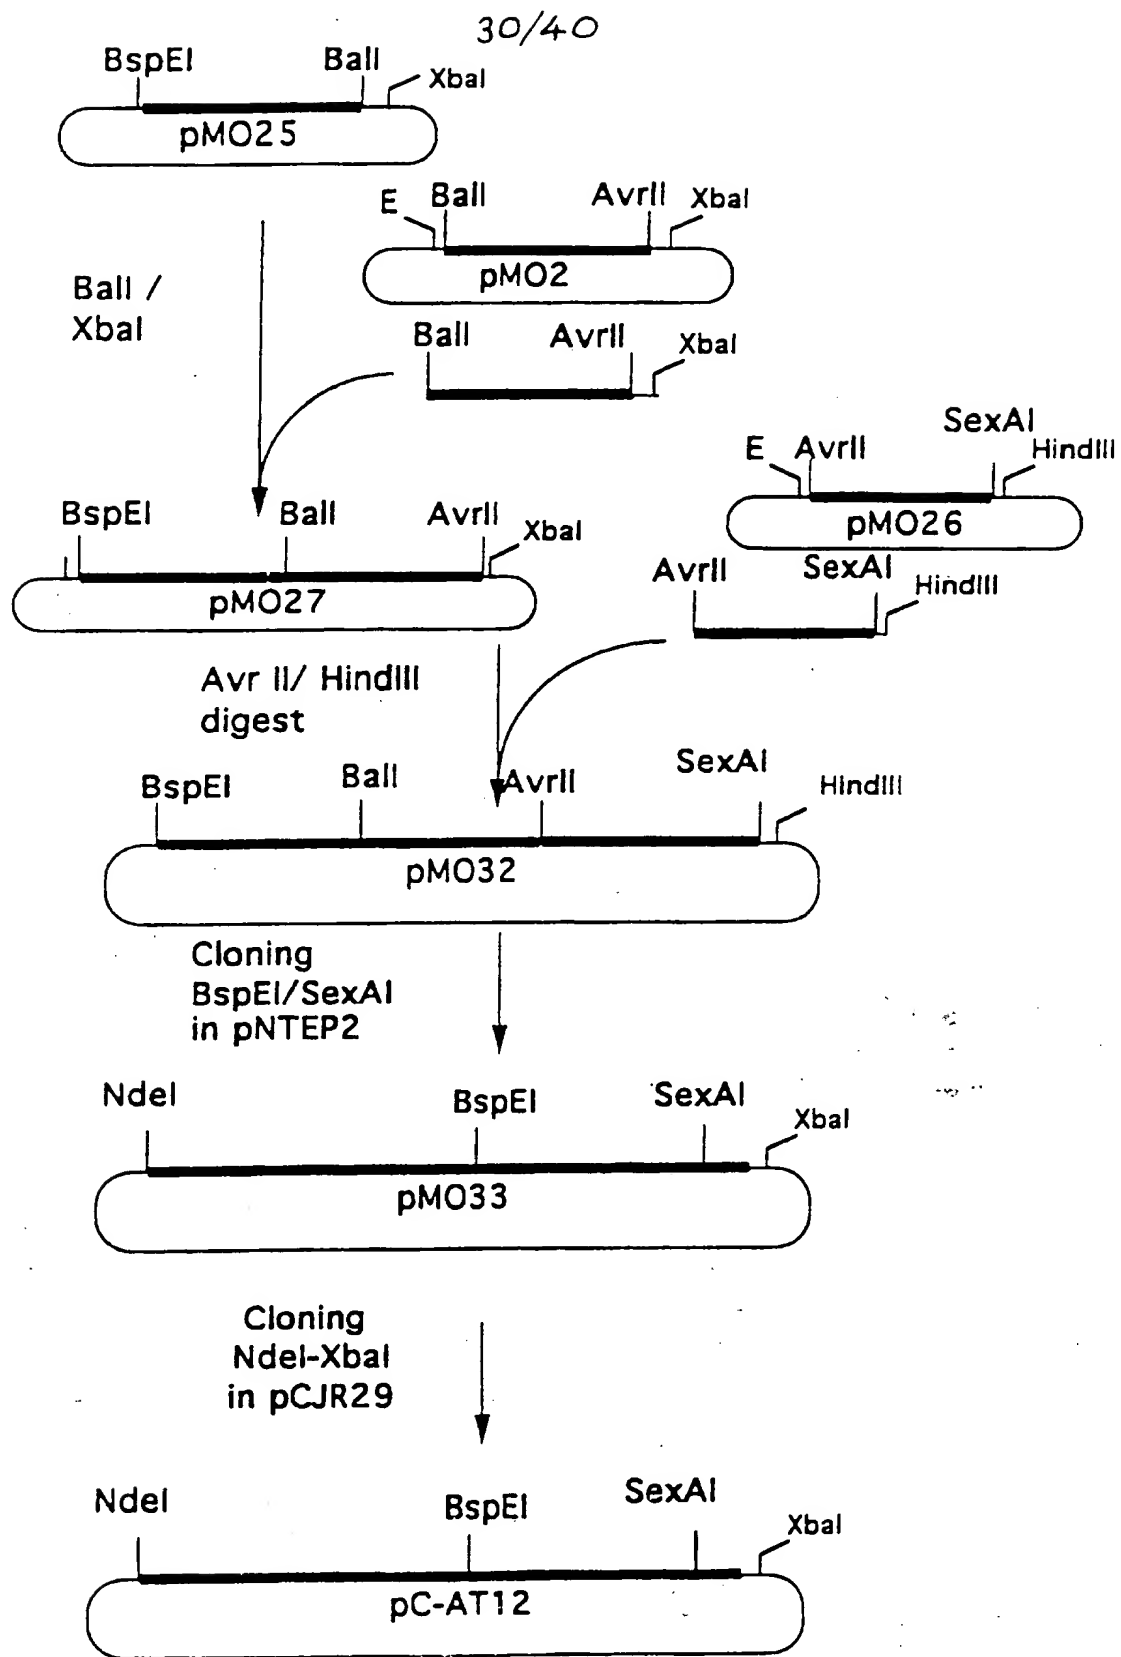 30/40
BspEI
BalI
XbaI
pMO25
E
BalI
AvrII
XbaI
pMO2
BalI /
XbaI
BalI
AvrII
XbaI
E
AvrII
SexAI
HindIII
pMO26
BspEI
BalI
AvrII
XbaI
pMO27
AvrII
SexAI
HindIII
Avr II/ HindIII
digest
BspEI
BalI
AvrII
SexAI
HindIII
pMO32
Cloning
BspEI/SexAI
in pNTEP2
NdeI
BspEI
SexAI
XbaI
pMO33
Cloning
NdeI-XbaI
in pCJR29
NdeI
BspEI
SexAI
XbaI
pC-AT12